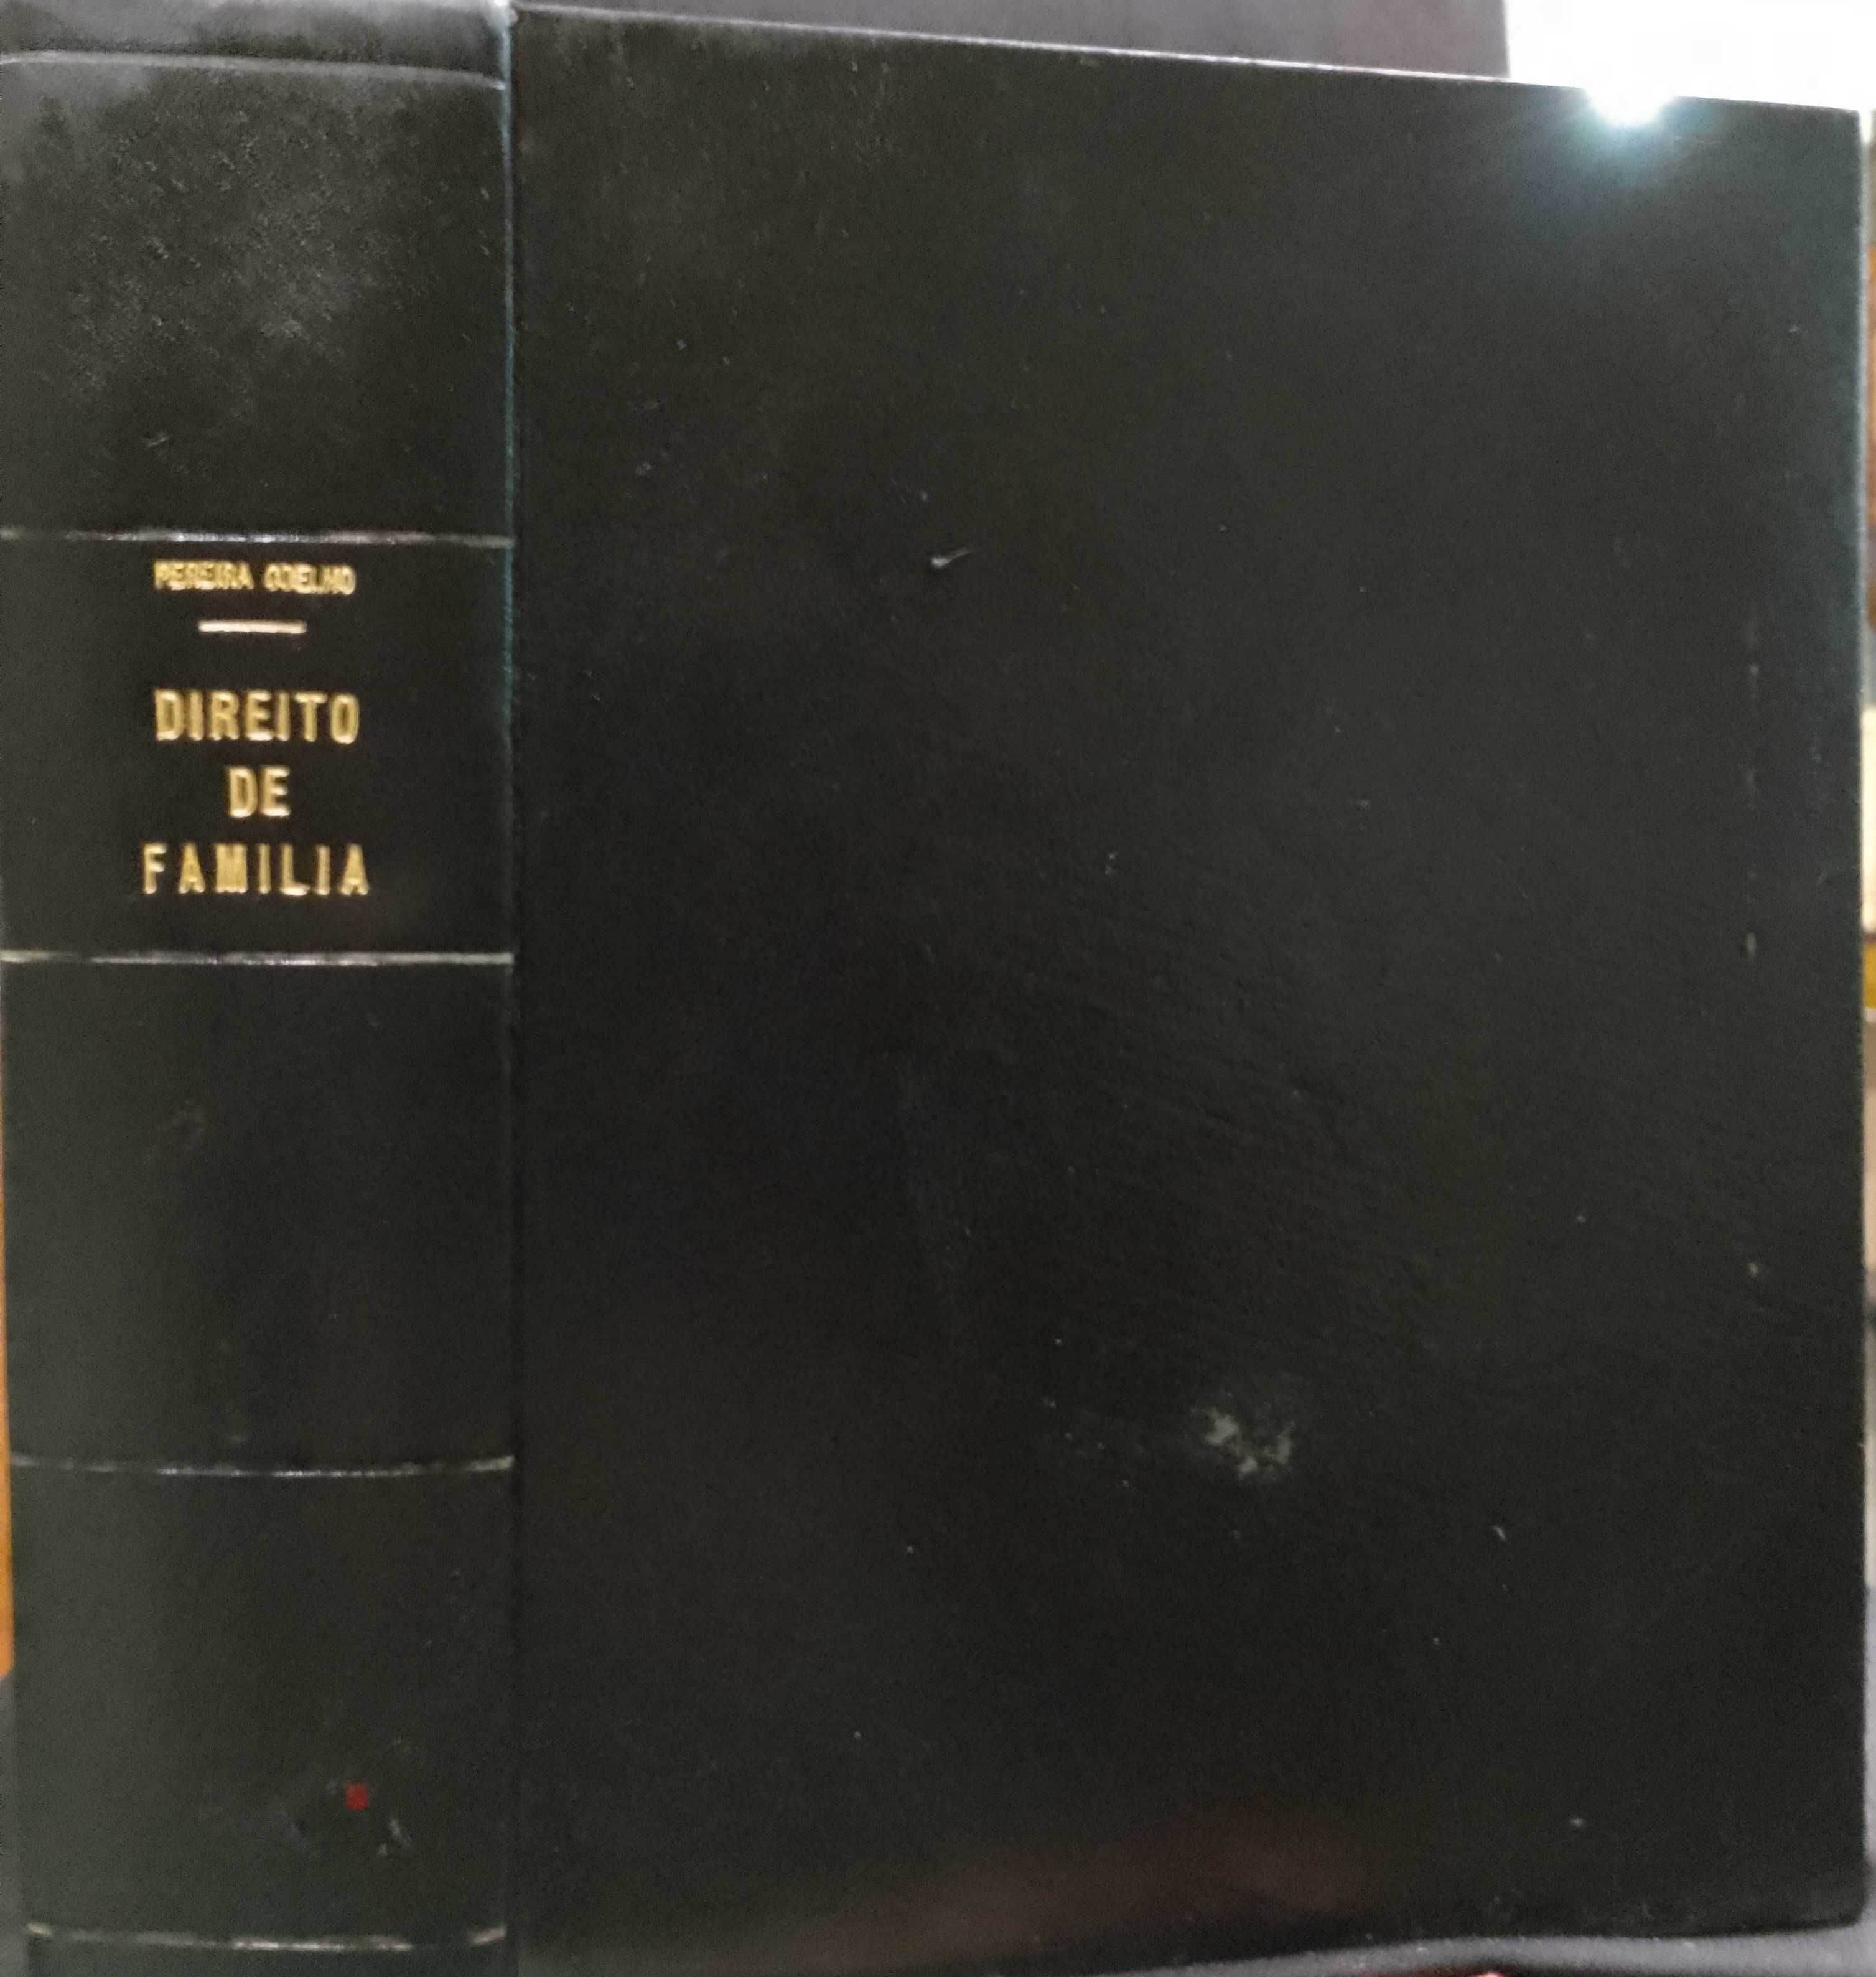 PEREIRA COELHO
DIREITO
DE
FAMILIA